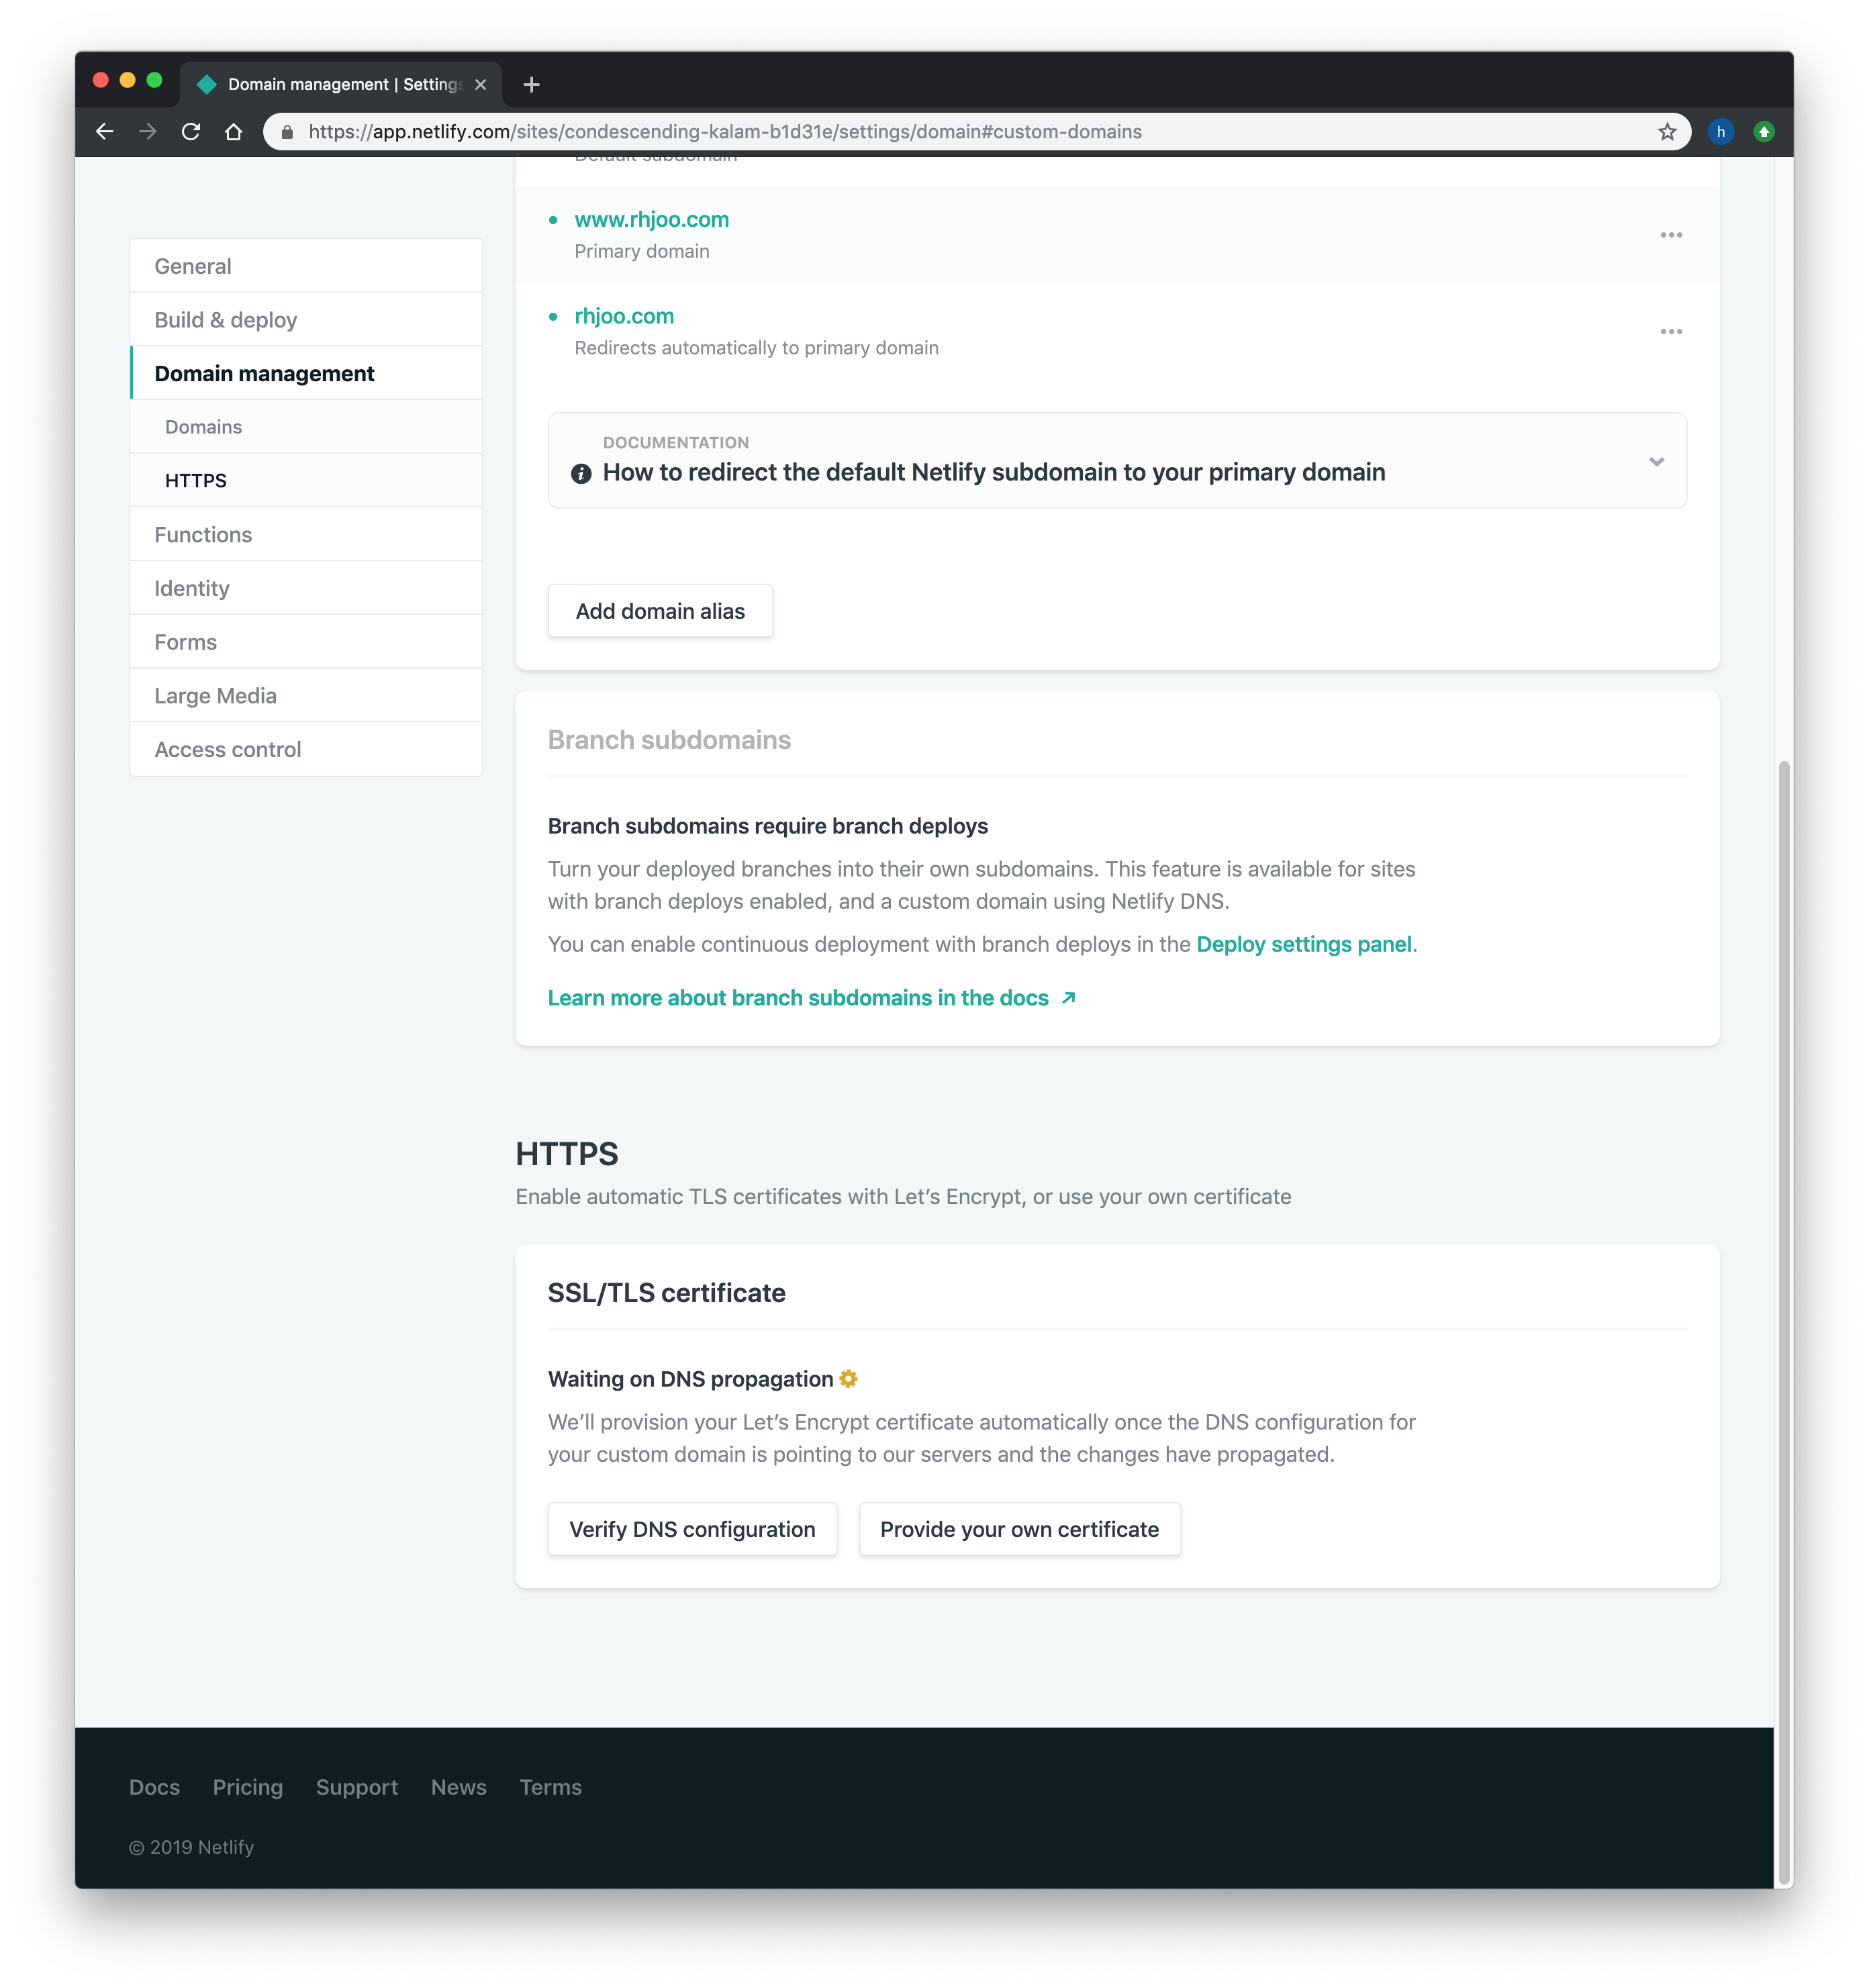 Domain management | Settings
https://app.netlify.com/sites/condescending-kalam-b1d31e/settings/domain#custom-domains
h
Default subdomain
www.rhjoo.com
Primary domain
rhjoo.com
Redirects automatically to primary domain
DOCUMENTATION
How to redirect the default Netlify subdomain to your primary domain
Add domain alias
General
Build & deploy
Domain management
Domains
HTTPS
Functions
Identity
Forms
Large Media
Access control
Branch subdomains
Branch subdomains require branch deploys
Turn your deployed branches into their own subdomains. This feature is available for sites
with branch deploys enabled, and a custom domain using Netlify DNS.
You can enable continuous deployment with branch deploys in the Deploy settings panel.
Learn more about branch subdomains in the docs
HTTPS
Enable automatic TLS certificates with Let’s Encrypt, or use your own certificate
SSL/TLS certificate
Waiting on DNS propagation
We’ll provision your Let’s Encrypt certificate automatically once the DNS configuration for
your custom domain is pointing to our servers and the changes have propagated.
Verify DNS configuration
Provide your own certificate
Docs Pricing Support News Terms
© 2019 Netlify